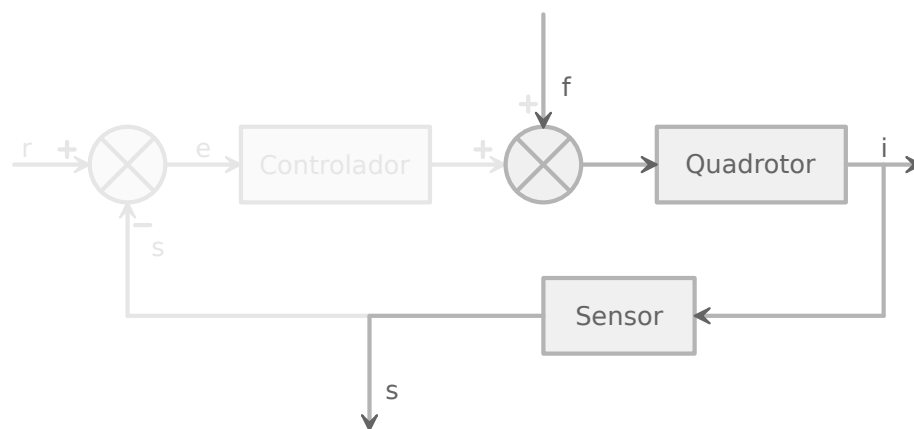 f
+
r
+
e
Controlador
+
Quadrotor
i
−
s
Sensor
s